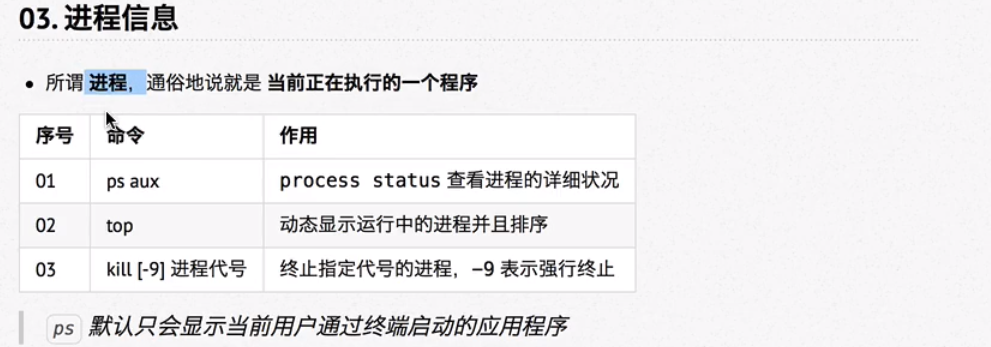 03. 进程信息
所谓 进程，通俗地说就是 当前正在执行的一个程序
序号 命令 作用
01 ps aux process status 查看进程的详细状况
02 top 动态显示运行中的进程并且排序
03 kill [-9] 进程代号 终止指定代号的进程，-9 表示强行终止
ps 默认只会显示当前用户通过终端启动的应用程序